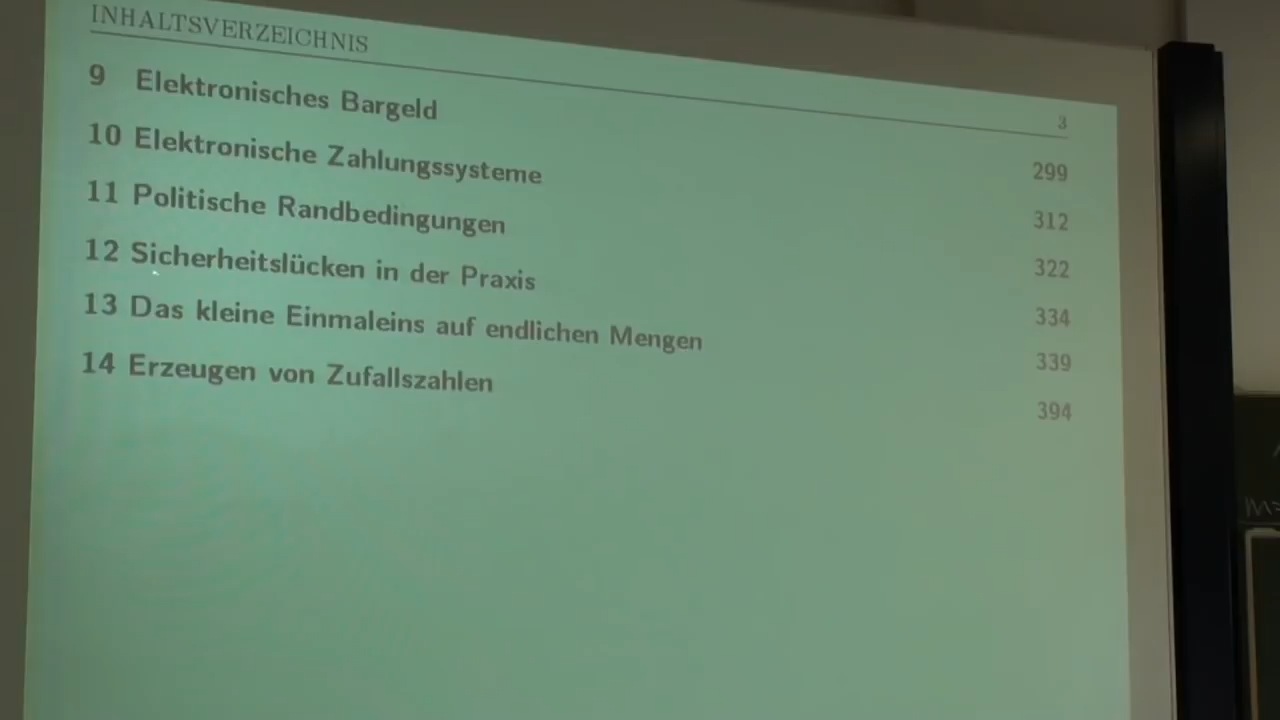 INHALTSVERZEICHNIS 3
9 Elektronisches Bargeld 299
10 Elektronische Zahlungssysteme 312
11 Politische Randbedingungen 322
12 Sicherheitslücken in der Praxis 334
13 Das kleine Einmaleins auf endlichen Mengen 339
14 Erzeugen von Zufallszahlen 394